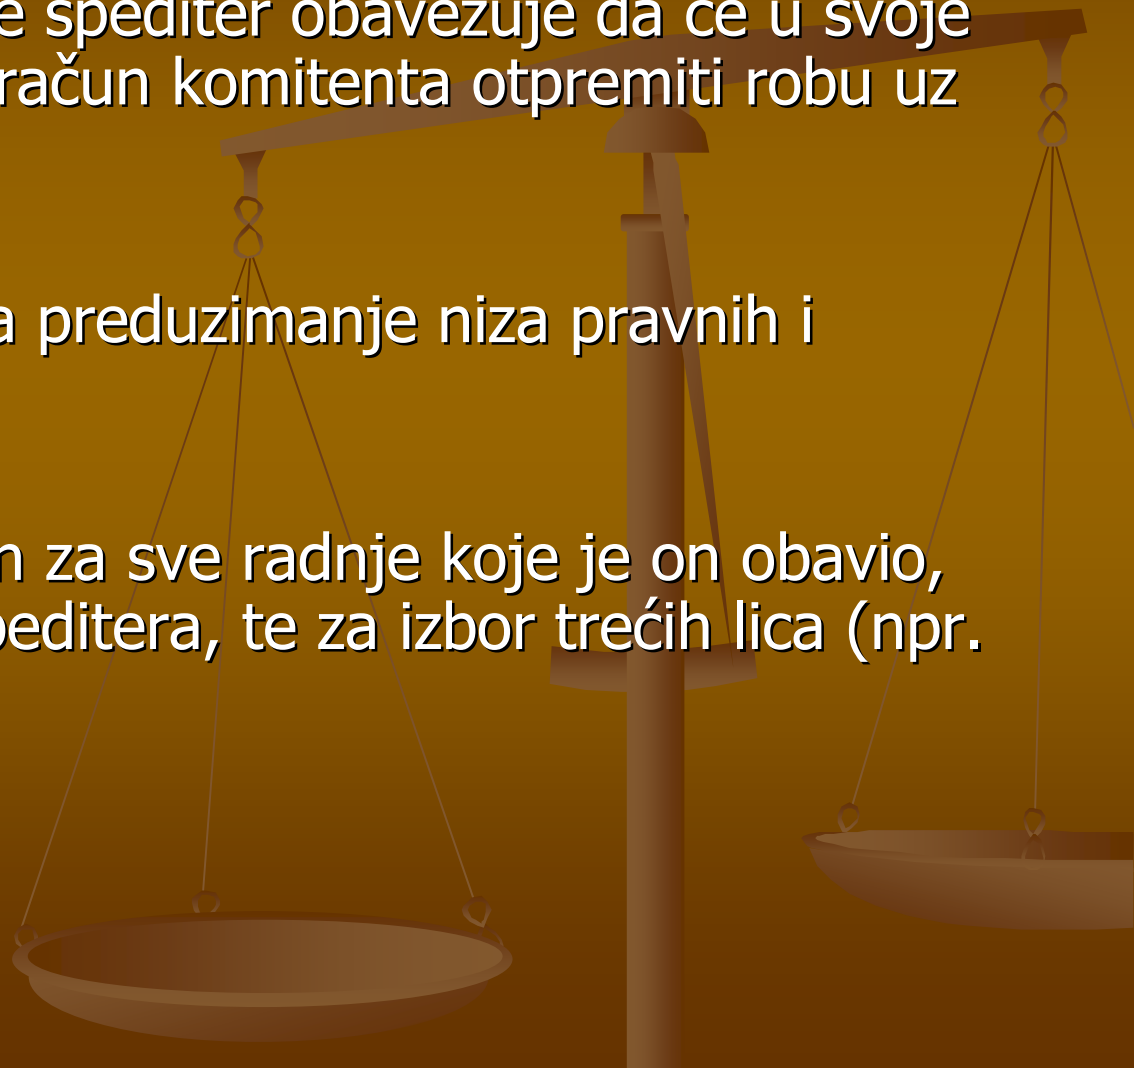 špediter obavezuje da će u svoje
račun komitenta otpremiti robu uz
a preduzimanje niza pravnih i
n za sve radnje koje je on obavio,
peditera, te za izbor trećih lica (npr.